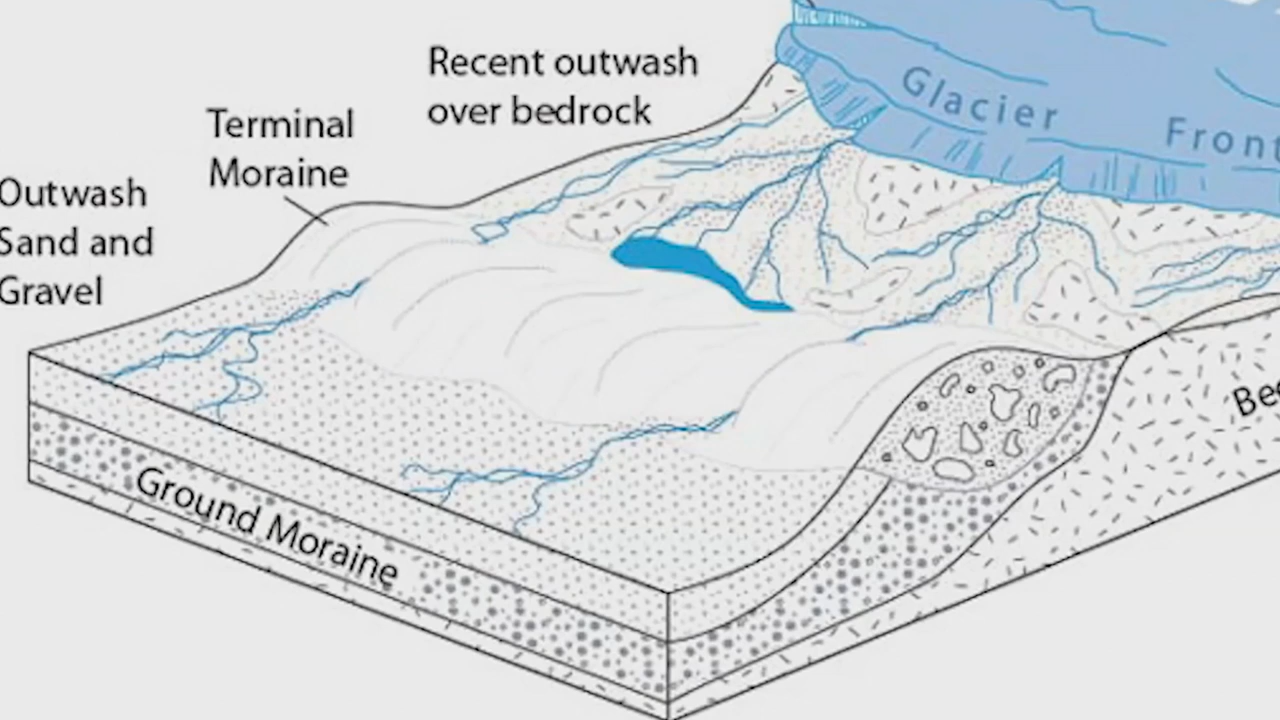 Recent outwash
over bedrock
Terminal
Moraine
Outwash
Sand and
Gravel
Glacier Front
Ground Moraine